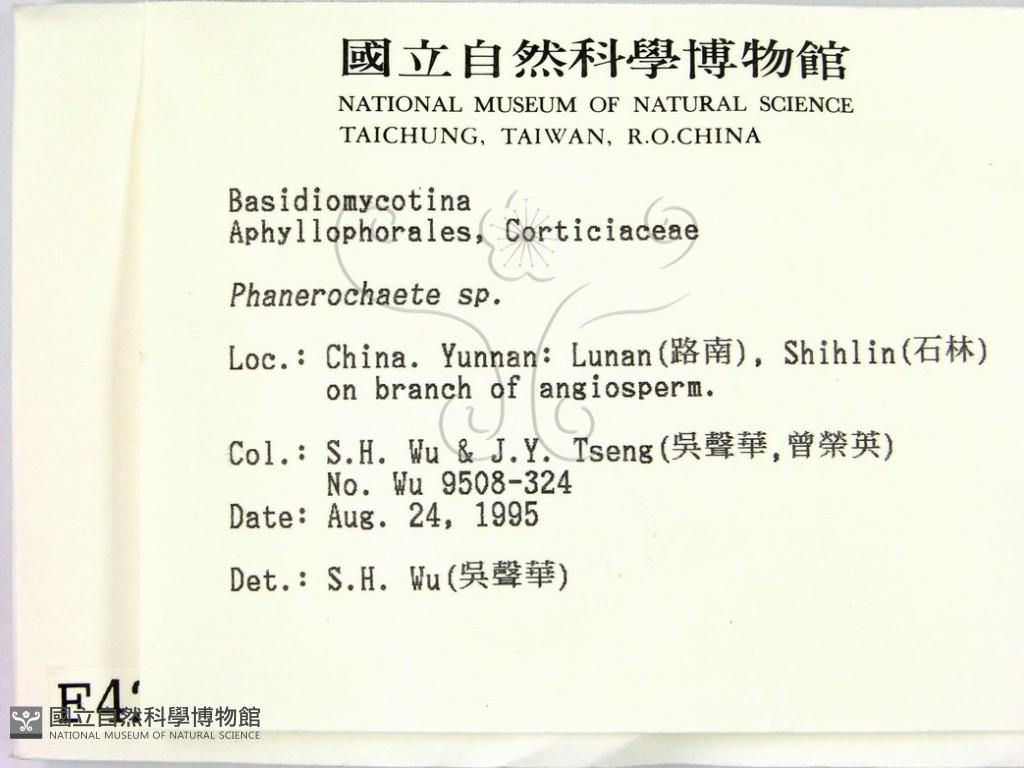 國立自然科學博物館
NATIONAL MUSEUM OF NATURAL SCIENCE
TAICHUNG, TAIWAN, R.O.CHINA
Basidiomycotina
Aphyllophorales, Corticiaceae
Phanerochaete sp.
Loc.: China. Yunnan: Lunan(路南), Shihlin(石林)
on branch of angiosperm.
Col.: S.H. Wu & J.Y. Tseng(吳聲華,曾榮英)
No. Wu 9508-324
Date: Aug. 24, 1995
Det.: S.H. Wu(吳聲華)
國立自然科學博物館
NATIONAL MUSEUM OF NATURAL SCIENCE